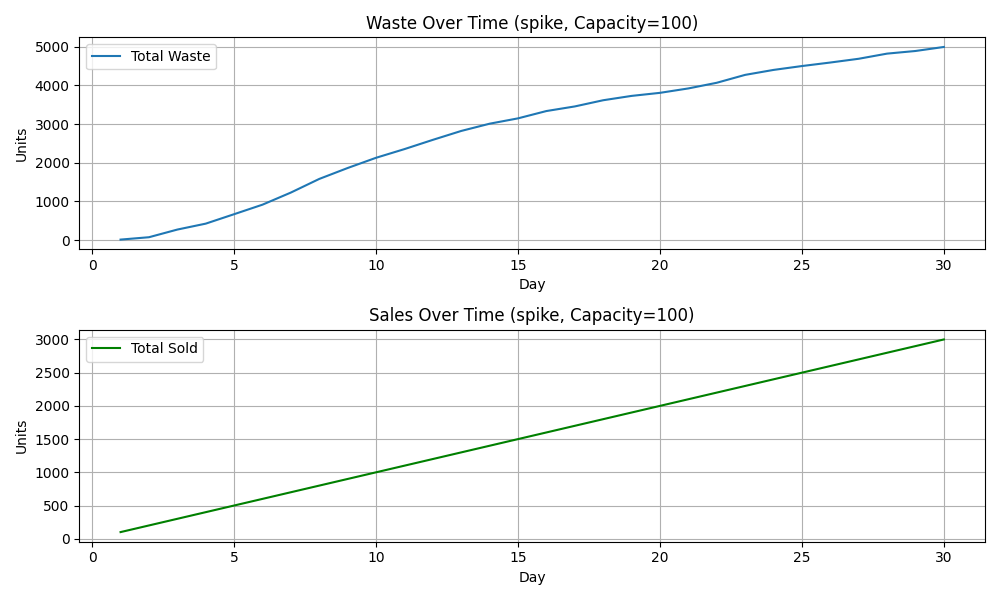 Waste Over Time (spike, Capacity=100)
Total Waste
Units
5000
4000
3000
2000
1000
0
0 5 10 15 20 25 30
Day
Sales Over Time (spike, Capacity=100)
Total Sold
Units
3000
2500
2000
1500
1000
500
0
0 5 10 15 20 25 30
Day